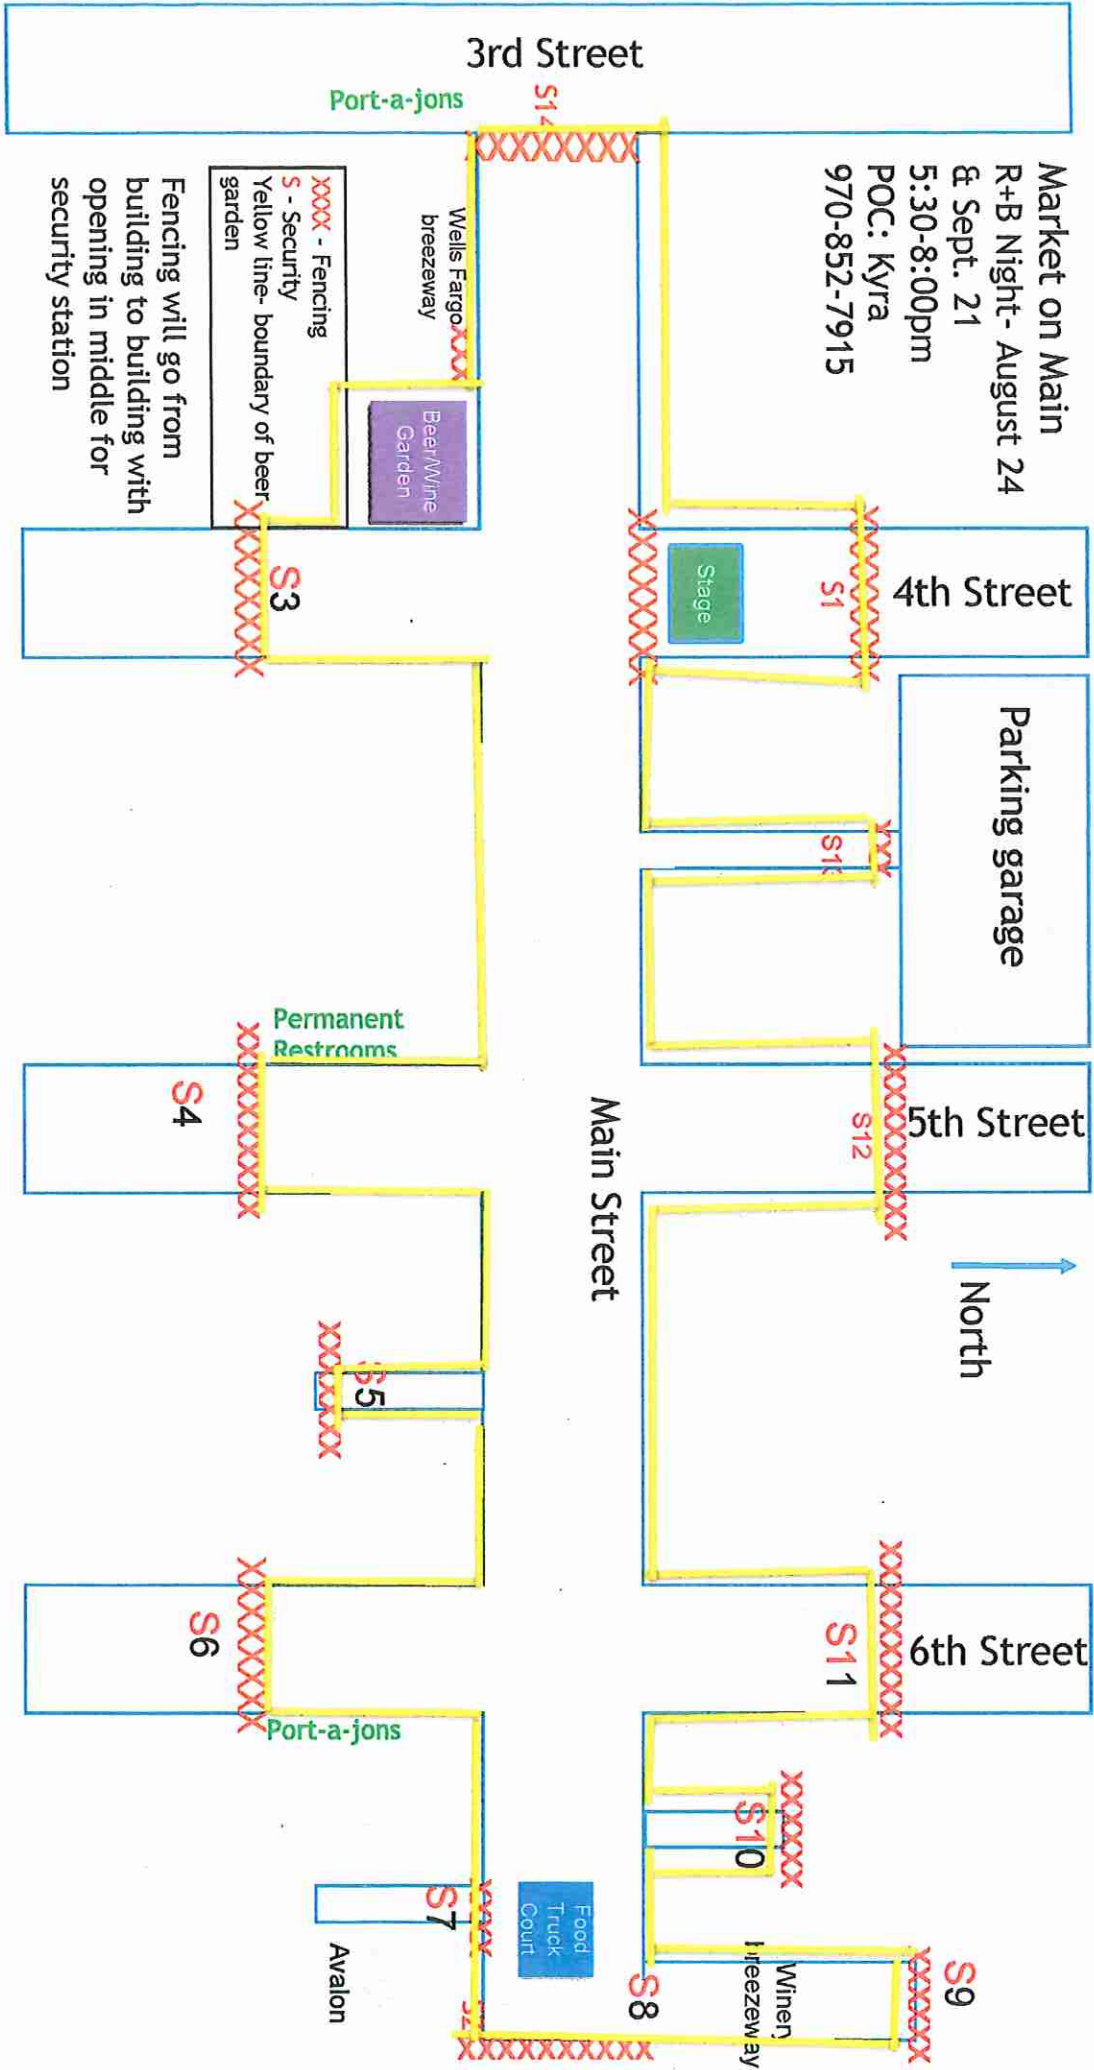 3rd Street
Port-a-jons
Market on Main
R+B Night- August 24
& Sept. 21
5:30-8:00pm
POC: Kyra
970-852-7915
Wells Fargo
breezeway
XXX
XXXX - Fencing
S - Security
Yellow line- boundary of beer
garden
Fencing will go from
building to building with
opening in middle for
security station
Beer/Wine
Garden
Stage
S1
4th Street
S3
Parking garage
Permanent
Restrooms
S4
Main Street
S12
5th Street
North
S5
S6
S11
6th Street
Port-a-jons
S10
S7
Avalon
Food
Truck
Court
S8
Winery
breezeway
S9